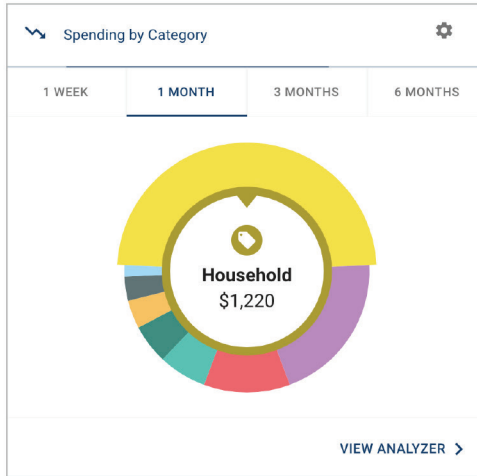 Spending by Category
1 WEEK
1 MONTH
3 MONTHS
6 MONTHS
Household
$1,220
VIEW ANALYZER